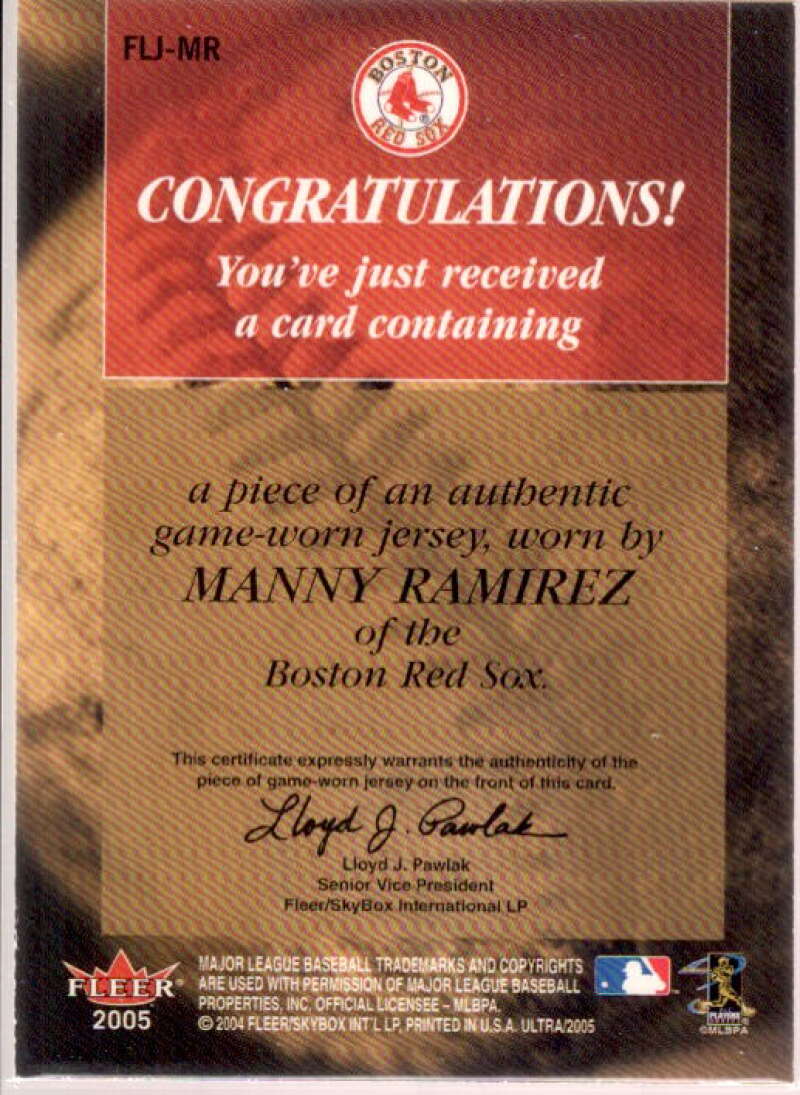 FLJ-MR
BOSTON
RED SOX
CONGRATULATIONS!
You've just received
a card containing
a piece of an authentic
game-worn jersey, worn by
MANNY RAMIREZ
of the
Boston Red Sox.
This certificate expressly warrants the authenticity of the
piece of game-worn jersey on the front of this card.
Lloyd J. Pawlak
Lloyd J. Pawlak
Senior Vice President
Fleer/SkyBox International LP
FLEER®
2005
MAJOR LEAGUE BASEBALL TRADEMARKS AND COPYRIGHTS
ARE USED WITH PERMISSION OF MAJOR LEAGUE BASEBALL
PROPERTIES, INC. OFFICIAL LICENSEE – MLBPA.
© 2004 FLEER/SKYBOX INT'L LP, PRINTED IN U.S.A. ULTRA/2005
PLAYERS
©MLBPA